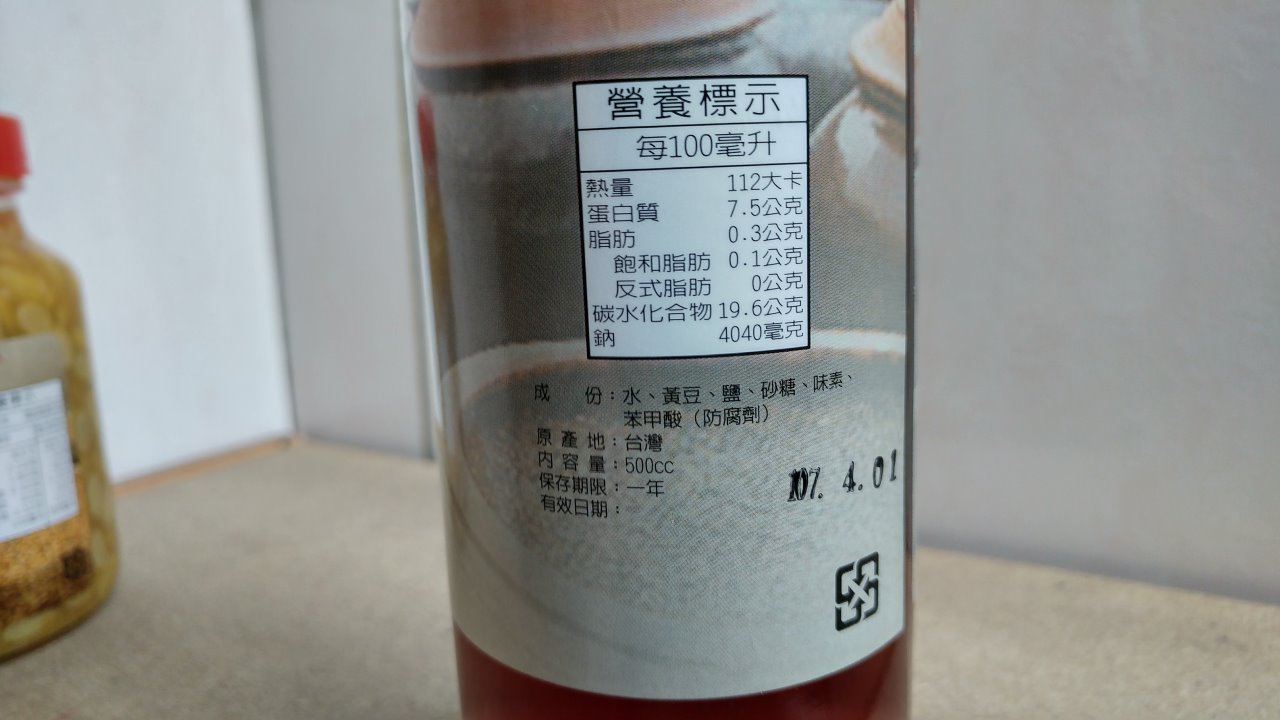 營養標示
每100毫升
熱量 112大卡
蛋白質 7.5公克
脂肪 0.3公克
飽和脂肪 0.1公克
反式脂肪 0公克
碳水化合物 19.6公克
鈉 4040毫克
成 份：水、黃豆、鹽、砂糖、味素、
苯甲酸（防腐劑）
原產地：台灣
內容量：500cc
保存期限：一年
有效日期：
107. 4.01